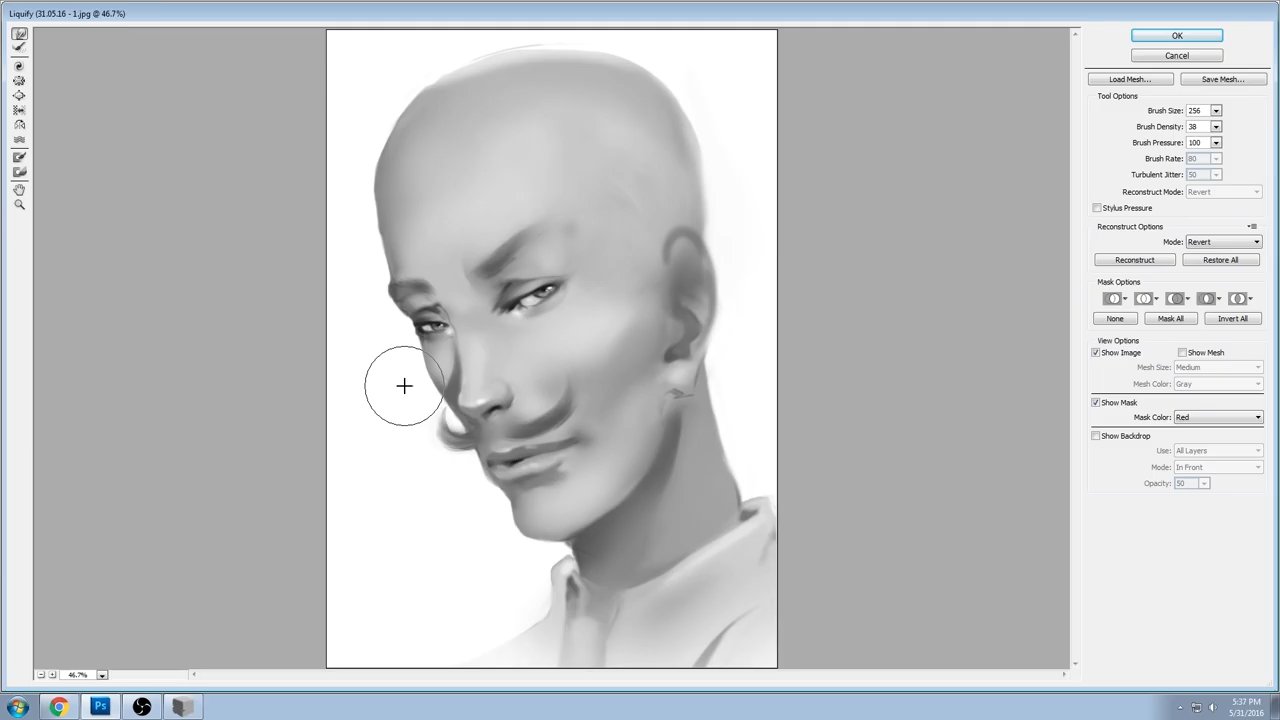 Liquify (31.05.16 - 1.jpg @ 46.7%)
OK
Cancel
Load Mesh...
Save Mesh...
Tool Options
Brush Size: 256
Brush Density: 38
Brush Pressure: 100
Brush Rate: 80
Turbulent Jitter: 50
Reconstruct Mode: Revert
Stylus Pressure
Reconstruct Options
Mode: Revert
Reconstruct
Restore All
Mask Options
None
Mask All
Invert All
View Options
Show Image
Show Mesh
Mesh Size: Medium
Mesh Color: Gray
Show Mask
Mask Color: Red
Show Backdrop
Use: All Layers
Mode: In Front
Opacity: 50
46.7%
Ps
5:37 PM
5/31/2016